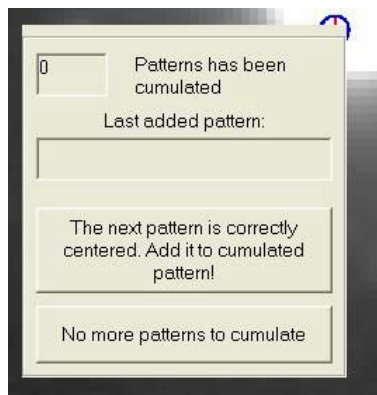 0
Patterns has been
cumulated
Last added pattern:
The next pattern is correctly
centered. Add it to cumulated
pattern!
No more patterns to cumulate